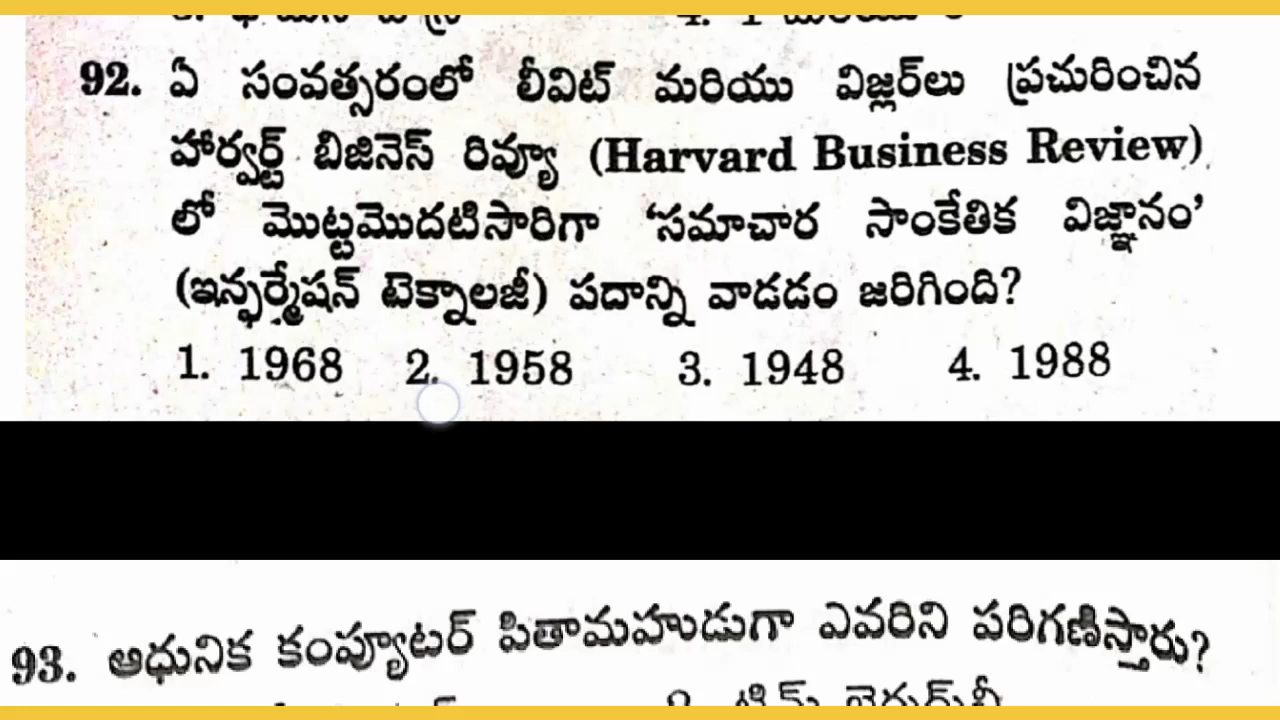 92. ఏ సంవత్సరంలో లీవిట్ మరియు విజ్లర్‌లు ప్రచురించిన
హార్వర్డ్ బిజినెస్ రివ్యూ (Harvard Business Review)
లో మొట్టమొదటిసారిగా ‘సమాచార సాంకేతిక విజ్ఞానం’
(ఇన్ఫర్మేషన్ టెక్నాలజీ) పదాన్ని వాడడం జరిగింది?
1. 1968 2. 1958 3. 1948 4. 1988
93. ఆధునిక కంప్యూటర్ పితామహుడుగా ఎవరిని పరిగణిస్తారు?